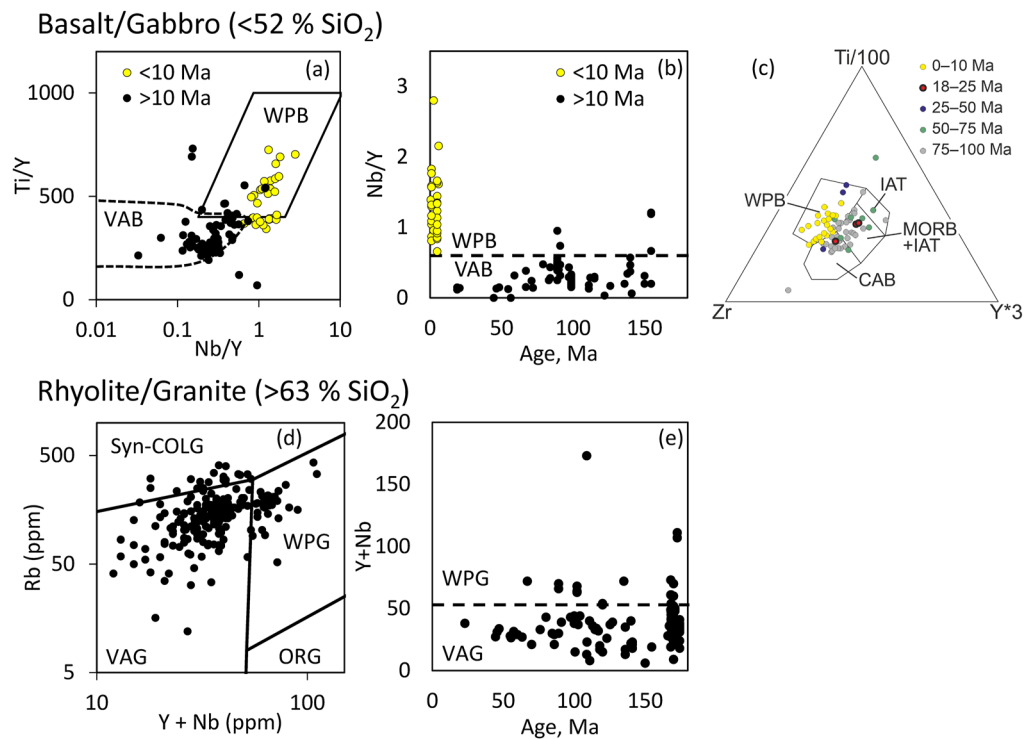 Basalt/Gabbro (<52 % SiO₂)
(a)
<10 Ma
>10 Ma
WPB
VAB
Ti/Y
1000
500
0
0.01 0.1 1 10
Nb/Y
(b)
<10 Ma
>10 Ma
WPB
VAB
Nb/Y
3
2
1
0
0 50 100 150
Age, Ma
(c)
Ti/100
0–10 Ma
18–25 Ma
25–50 Ma
50–75 Ma
75–100 Ma
WPB
IAT
MORB
+IAT
CAB
Zr
Y*3
Rhyolite/Granite (>63 % SiO₂)
(d)
Syn-COLG
WPG
VAG
ORG
Rb (ppm)
500
50
5
10 100
Y + Nb (ppm)
(e)
WPG
VAG
Y+Nb
200
150
100
50
0
0 50 100 150
Age, Ma